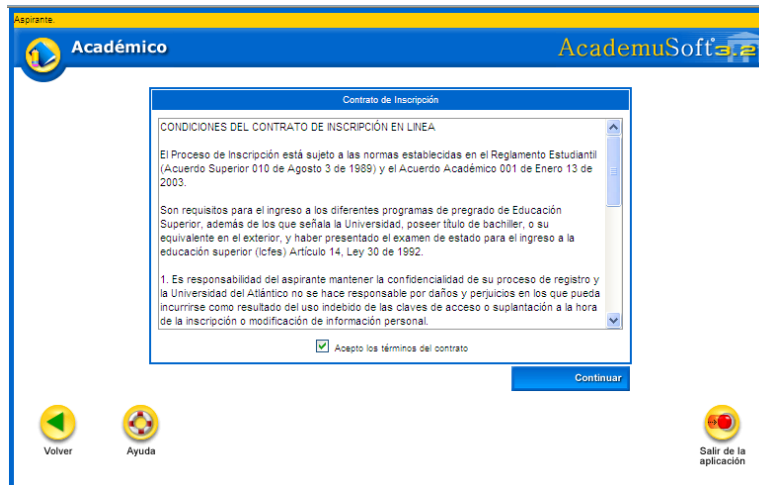 Aspirante.
Académico
AcademuSoft 3.2
Contrato de Inscripción
CONDICIONES DEL CONTRATO DE INSCRIPCIÓN EN LINEA
El Proceso de Inscripción está sujeto a las normas establecidas en el Reglamento Estudiantil
(Acuerdo Superior 010 de Agosto 3 de 1989) y el Acuerdo Académico 001 de Enero 13 de
2003.
Son requisitos para el ingreso a los diferentes programas de pregrado de Educación
Superior, además de los que señala la Universidad, poseer título de bachiller, o su
equivalente en el exterior, y haber presentado el examen de estado para el ingreso a la
educación superior (Icfes) Artículo 14, Ley 30 de 1992.
1. Es responsabilidad del aspirante mantener la confidencialidad de su proceso de registro y
la Universidad del Atlántico no se hace responsable por daños y perjuicios en los que pueda
incurrirse como resultado del uso indebido de las claves de acceso o suplantación a la hora
de la inscripción o modificación de información personal.
Acepto los términos del contrato
Continuar
Volver
Ayuda
Salir de la
aplicación